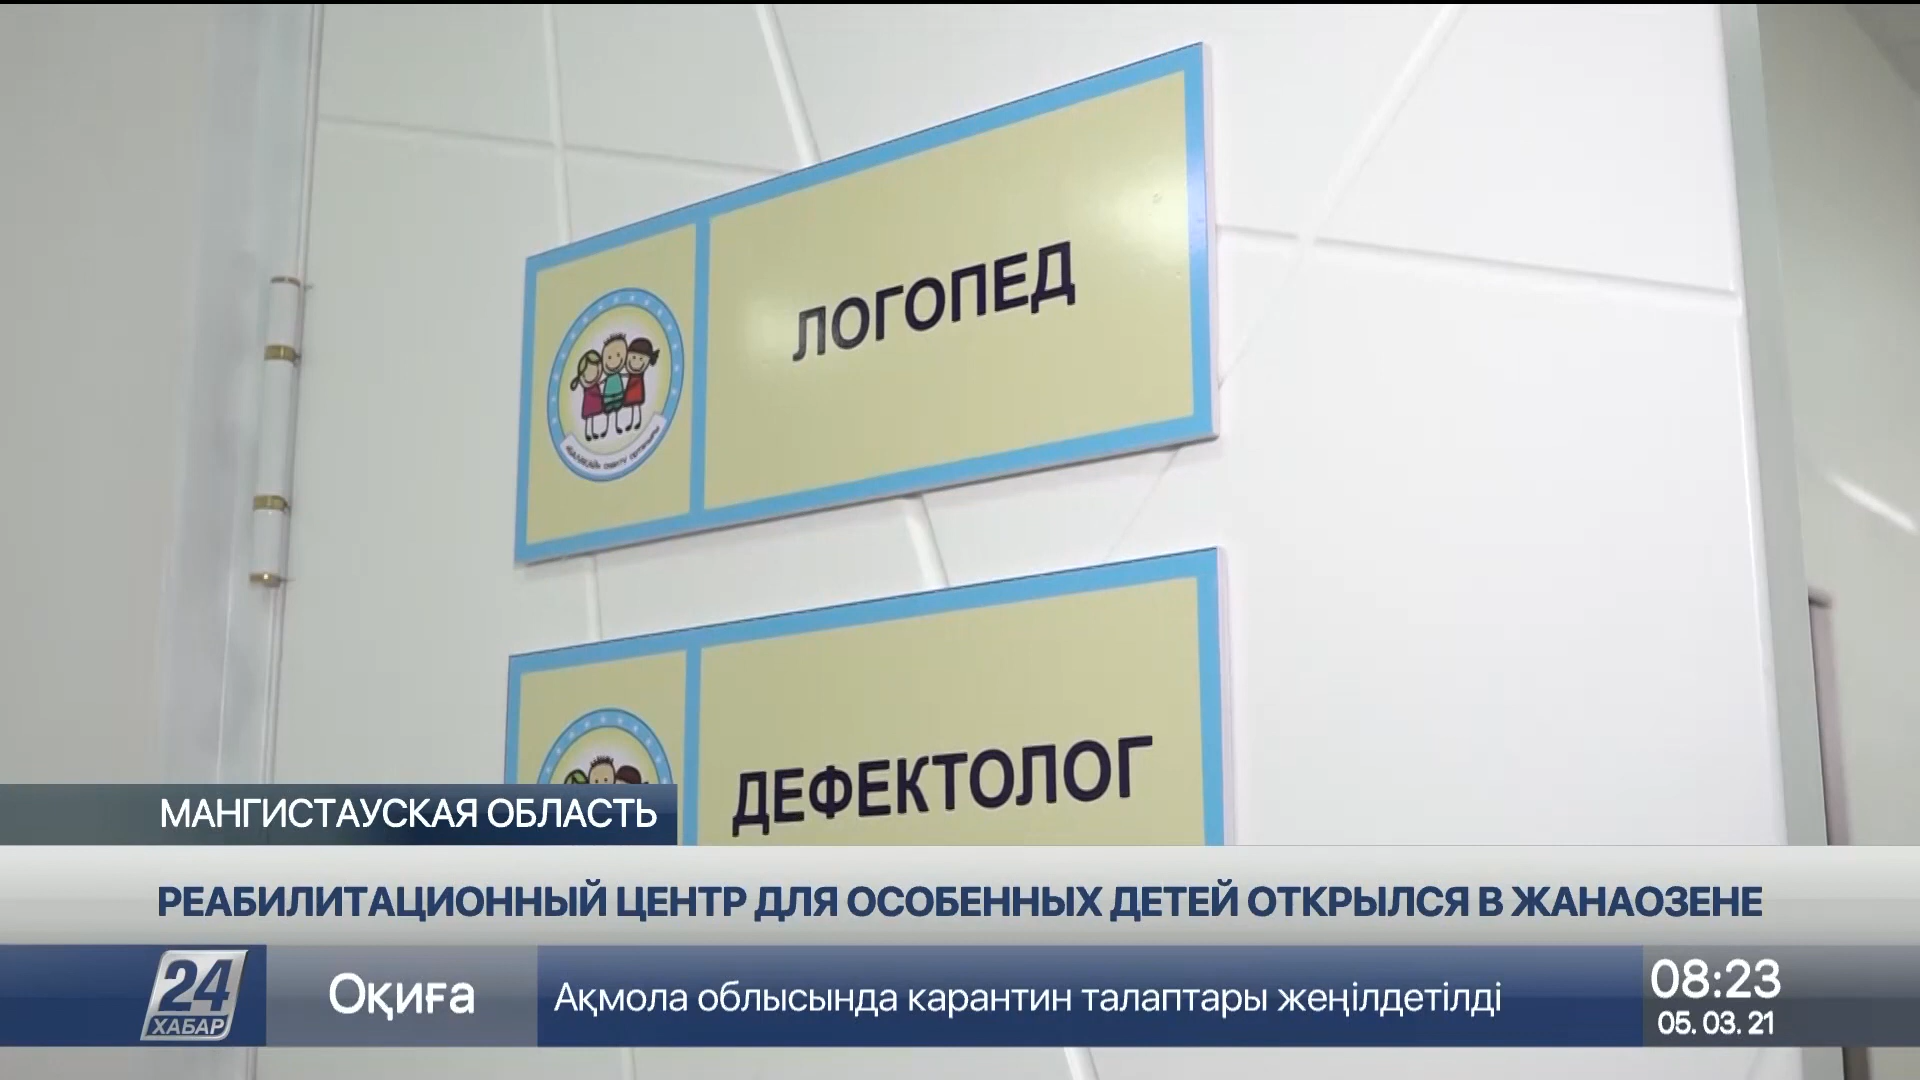 ЛОГОПЕД
ДЕФЕКТОЛОГ
МАНГИСТАУСКАЯ ОБЛАСТЬ
РЕАБИЛИТАЦИОННЫЙ ЦЕНТР ДЛЯ ОСОБЕННЫХ ДЕТЕЙ ОТКРЫЛСЯ В ЖАНАОЗЕНЕ
24
ХАБАР
Оқиға
Ақмола облысында карантин талаптары жеңілдетілді
08:23
05. 03. 21